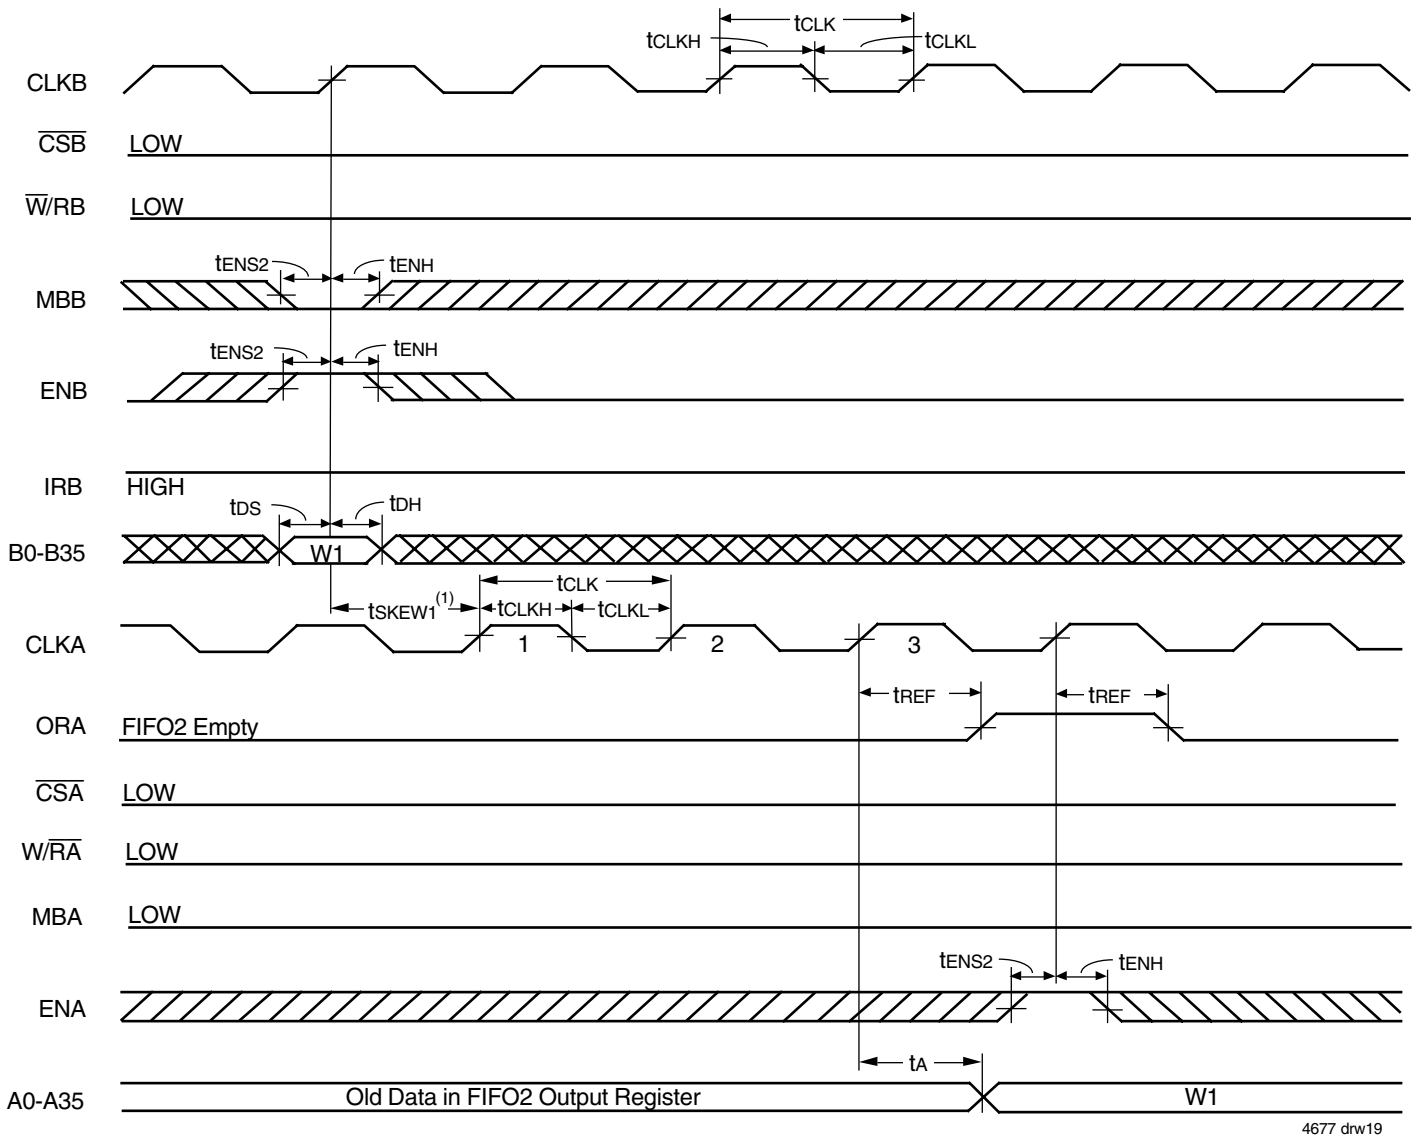 tCLK
tCLKH
tCLKL
CLKB
CSB
LOW
W/RB
LOW
tENS2
tENH
MBB
tENS2
tENH
ENB
IRB
HIGH
tDS
tDH
B0-B35
W1
tCLK
tSKEW1(1)
tCLKH
tCLKL
CLKA
1
2
3
tREF
tREF
ORA
FIFO2 Empty
CSA
LOW
W/RA
LOW
MBA
LOW
tENS2
tENH
ENA
tA
A0-A35
Old Data in FIFO2 Output Register
W1
4677 drw19